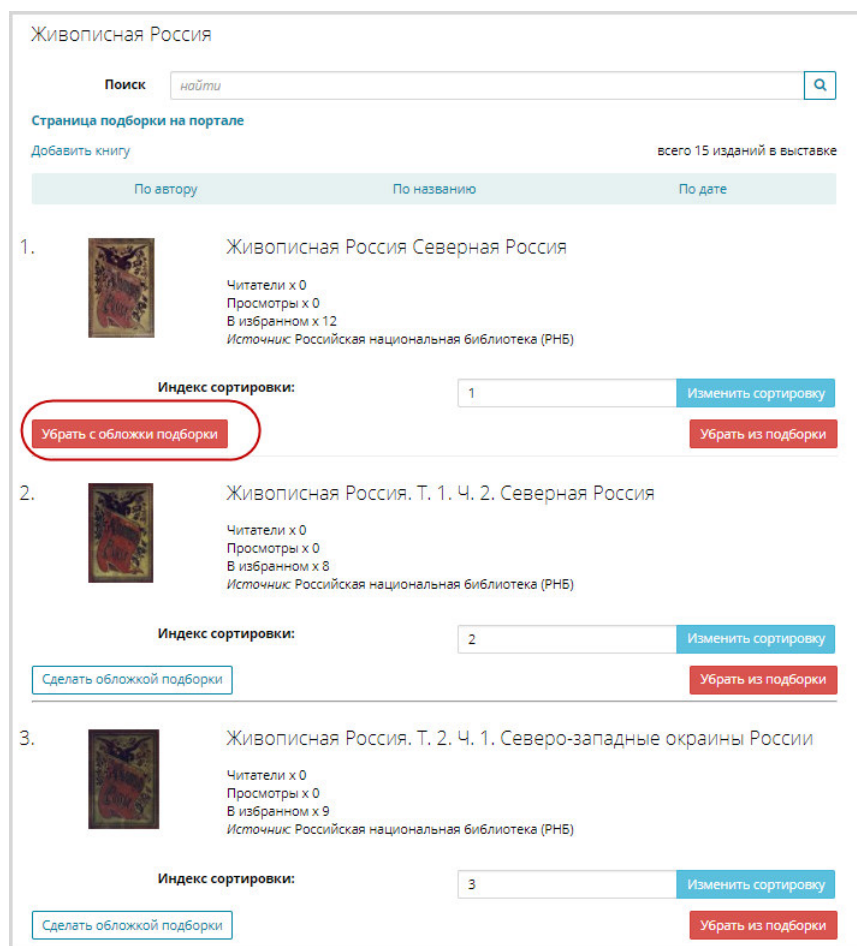 Живописная Россия
Поиск найти
Страница подборки на портале
Добавить книгу всего 15 изданий в выставке
По автору По названию По дате
1. Живописная Россия Северная Россия
Читатели x 0
Просмотры x 0
В избранном x 12
Источник: Российская национальная библиотека (РНБ)
Индекс сортировки: 1 Изменить сортировку
Убрать с обложки подборки Убрать из подборки
2. Живописная Россия. Т. 1. Ч. 2. Северная Россия
Читатели x 0
Просмотры x 0
В избранном x 8
Источник: Российская национальная библиотека (РНБ)
Индекс сортировки: 2 Изменить сортировку
Сделать обложкой подборки Убрать из подборки
3. Живописная Россия. Т. 2. Ч. 1. Северо-западные окраины России
Читатели x 0
Просмотры x 0
В избранном x 9
Источник: Российская национальная библиотека (РНБ)
Индекс сортировки: 3 Изменить сортировку
Сделать обложкой подборки Убрать из подборки